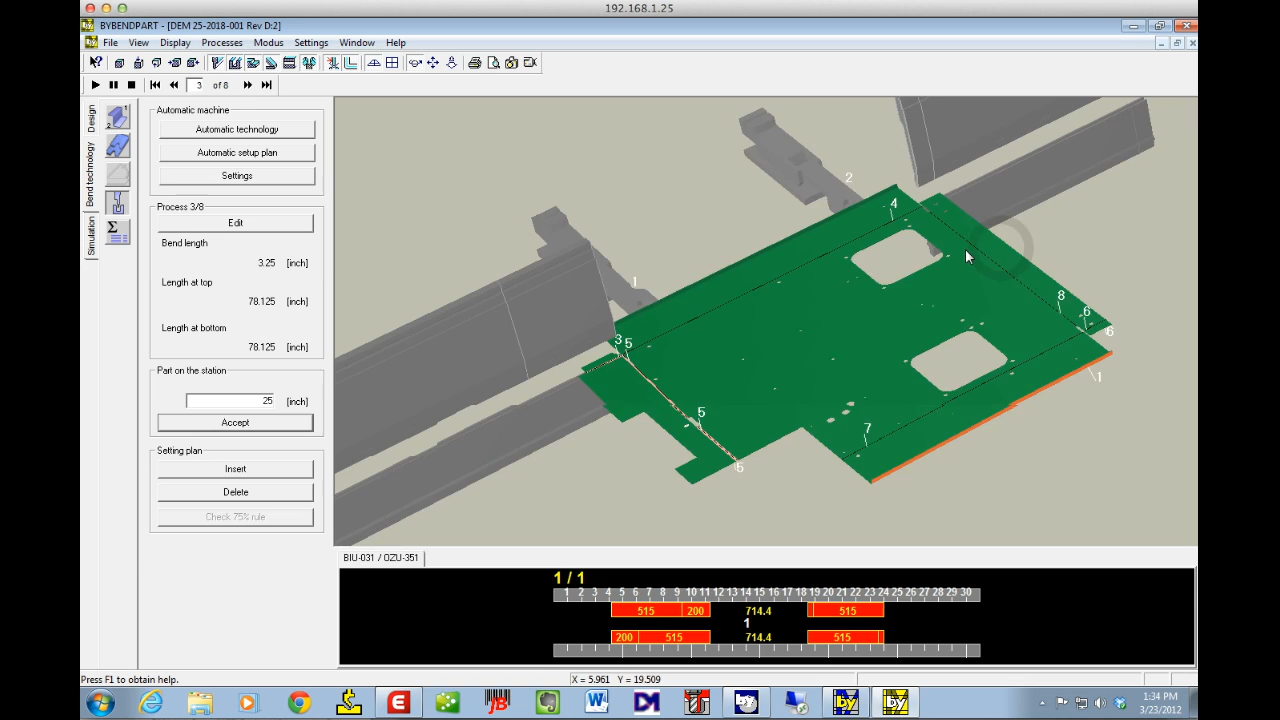 192.168.1.25
BYBENDPART - [DEM 25-2018-001 Rev D:2]
File View Display Processes Modus Settings Window Help
3 of 8
Design
Bend technology
Simulation
Automatic machine
Automatic technology
Automatic setup plan
Settings
Process 3/8
Edit
Bend length
3.25 [inch]
Length at top
78.125 [inch]
Length at bottom
78.125 [inch]
Part on the station
25 [inch]
Accept
Setting plan
Insert
Delete
Check 75% rule
2
4
1
8
6
3 5
6
1
5
7
5
BIU-031 / OZU-351
1 / 1
1 2 3 4 5 6 7 8 9 10 11 12 13 14 15 16 17 18 19 20 21 22 23 24 25 26 27 28 29 30
515 200 714.4 515
1
200 515 714.4 515
Press F1 to obtain help.
X = 5.961 Y = 19.509
1:34 PM
3/23/2012